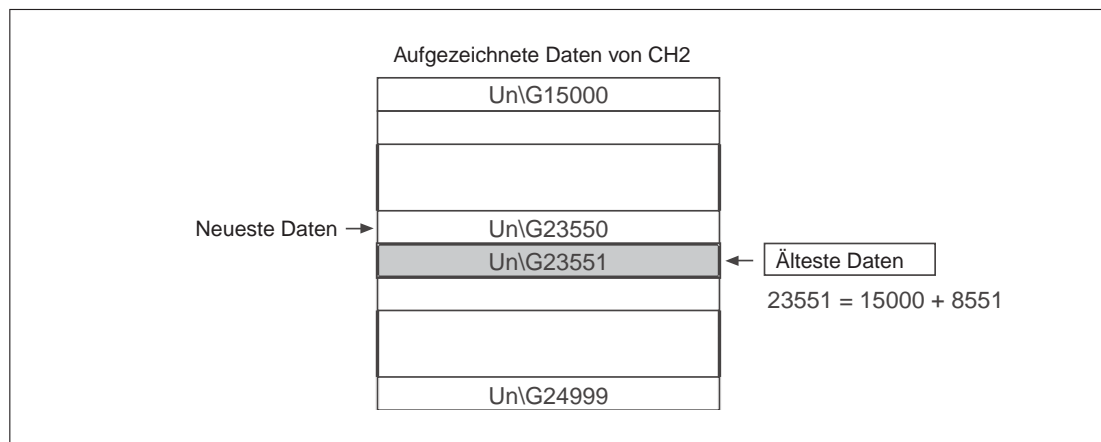 Aufgezeichnete Daten von CH2
Un\G15000
Neueste Daten
Un\G23550
Un\G23551
Älteste Daten
23551 = 15000 + 8551
Un\G24999